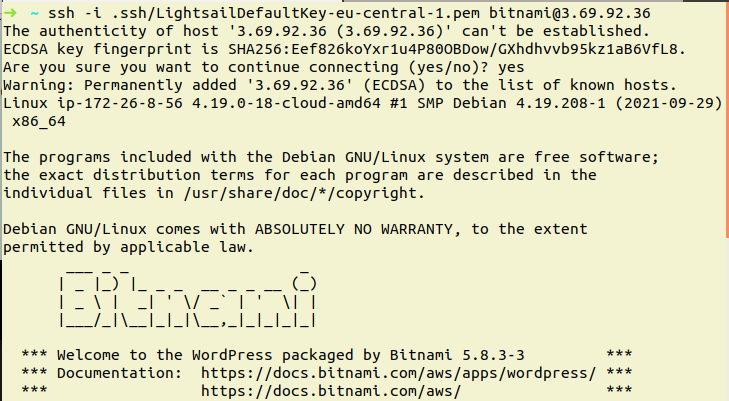 ➜  ~ ssh -i .ssh/LightsailDefaultKey-eu-central-1.pem bitnami@3.69.92.36
The authenticity of host '3.69.92.36 (3.69.92.36)' can't be established.
ECDSA key fingerprint is SHA256:Eef826koYxr1u4P80OBDow/GXhdhvvb95kz1aB6VfL8.
Are you sure you want to continue connecting (yes/no)? yes
Warning: Permanently added '3.69.92.36' (ECDSA) to the list of known hosts.
Linux ip-172-26-8-56 4.19.0-18-cloud-amd64 #1 SMP Debian 4.19.208-1 (2021-09-29)
 x86_64

The programs included with the Debian GNU/Linux system are free software;
the exact distribution terms for each program are described in the
individual files in /usr/share/doc/*/copyright.

Debian GNU/Linux comes with ABSOLUTELY NO WARRANTY, to the extent
permitted by applicable law.
       ___ _ _                   _
      | _ |_) |_ _ _  __ _ _ __ (_)
      | _ \ |  _| ' \/ _` | '  \| |
      |___/_|\__|_|_|\__,_|_|_|_|_|

  *** Welcome to the WordPress packaged by Bitnami 5.8.3-3         ***
  *** Documentation:  https://docs.bitnami.com/aws/apps/wordpress/ ***
  ***                 https://docs.bitnami.com/aws/                ***